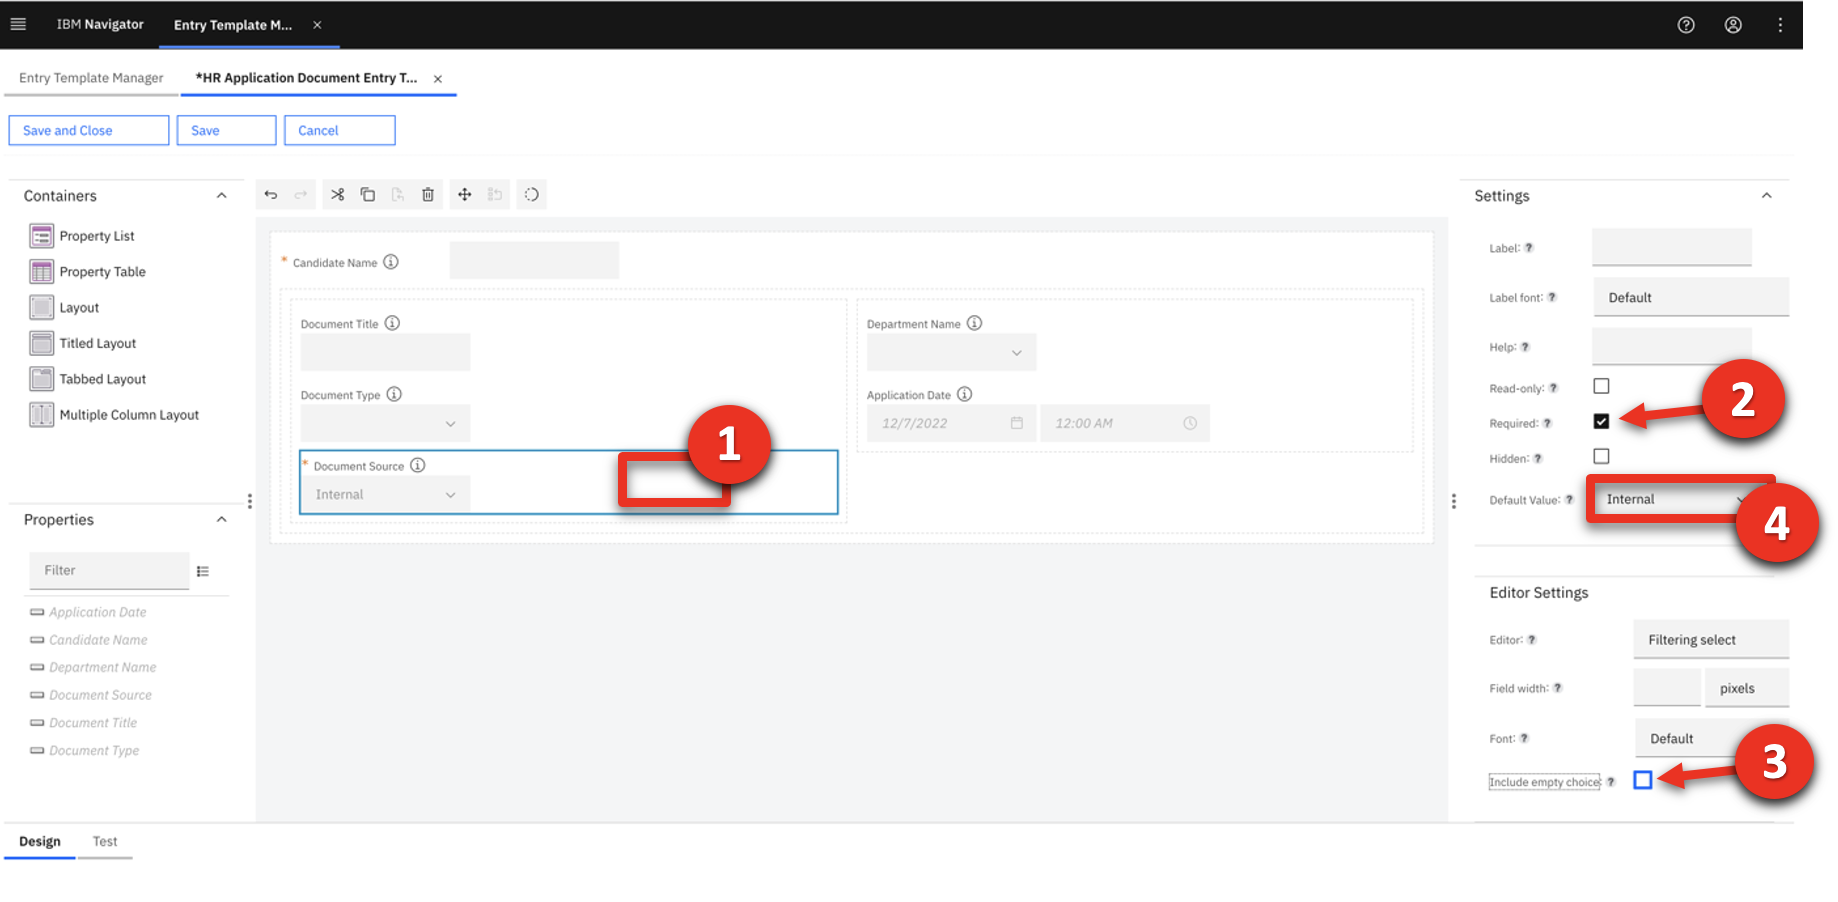 IBM Navigator
Entry Template M...
Entry Template Manager
*HR Application Document Entry T...
Save and Close
Save
Cancel
Containers
Property List
Property Table
Layout
Titled Layout
Tabbed Layout
Multiple Column Layout
Properties
Filter
Application Date
Candidate Name
Department Name
Document Source
Document Title
Document Type
* Candidate Name
Document Title
Document Type
* Document Source
Internal
Department Name
Application Date
12/7/2022
12:00 AM
1
Settings
Label: ?
Label font: ?
Default
Help: ?
Read-only: ?
Required: ?
2
Hidden: ?
Default Value: ?
Internal
4
Editor Settings
Editor: ?
Filtering select
Field width: ?
pixels
Font: ?
Default
Include empty choice: ?
3
Design
Test